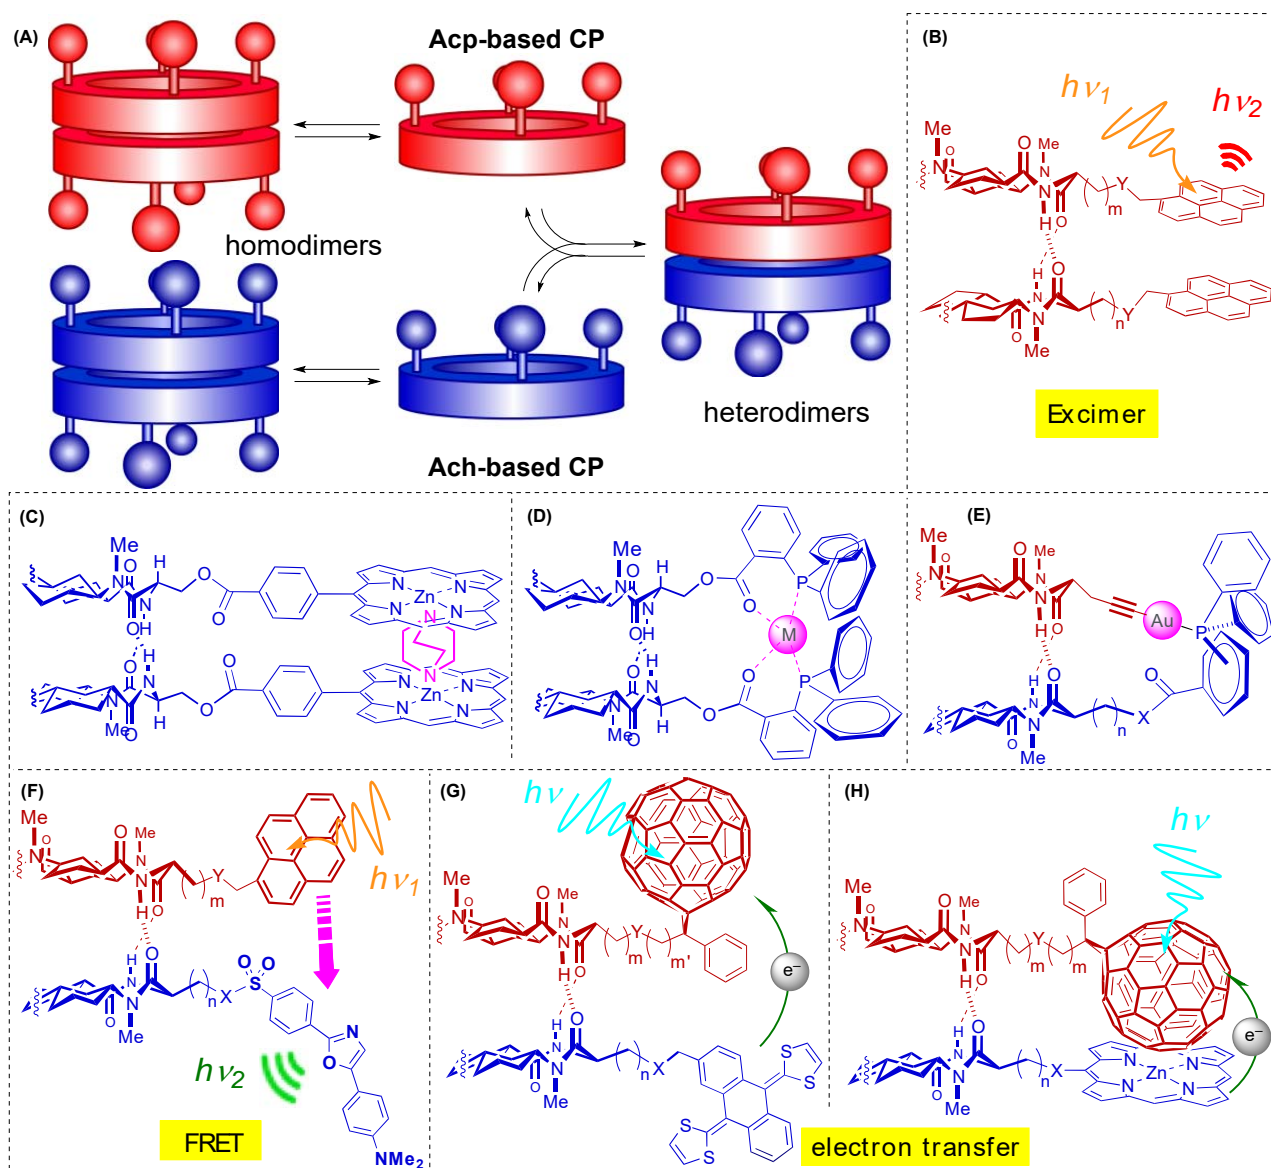 (A)
Acp-based CP
homodimers
heterodimers
Ach-based CP
(B)
hν1
hν2
Me
N
O
O
Me
N
N
H
O
( )
m
Y
H
N
O
O
N
Me
( )
n
Y
Excimer
(C)
Me
N
O
H
N
H
O
O
O
N
N
N
N
Zn
N
N
O
H
N
H
N
Me
O
O
O
N
N
N
N
Zn
(D)
Me
N
O
H
N
H
O
O
O
P
M
O
H
N
H
N
Me
O
O
O
P
(E)
Me
N
O
O
Me
N
N
H
O
Au
P
H
N
O
O
N
Me
( )
n
X
O
(F)
Me
N
O
O
Me
N
N
H
O
( )
m
Y
hν1
H
N
O
O
N
Me
( )
n
X
S
O
O
N
O
NMe2
hν2
FRET
(G)
hν
Me
N
O
O
Me
N
N
H
O
( )
m
Y
( )
m'
e–
H
N
O
O
N
Me
( )
n
X
S
S
S
S
(H)
hν
Me
N
O
O
Me
N
N
H
O
( )
m
Y
( )
m
e–
H
N
O
O
N
Me
( )
n
X
N
N
N
N
Zn
electron transfer